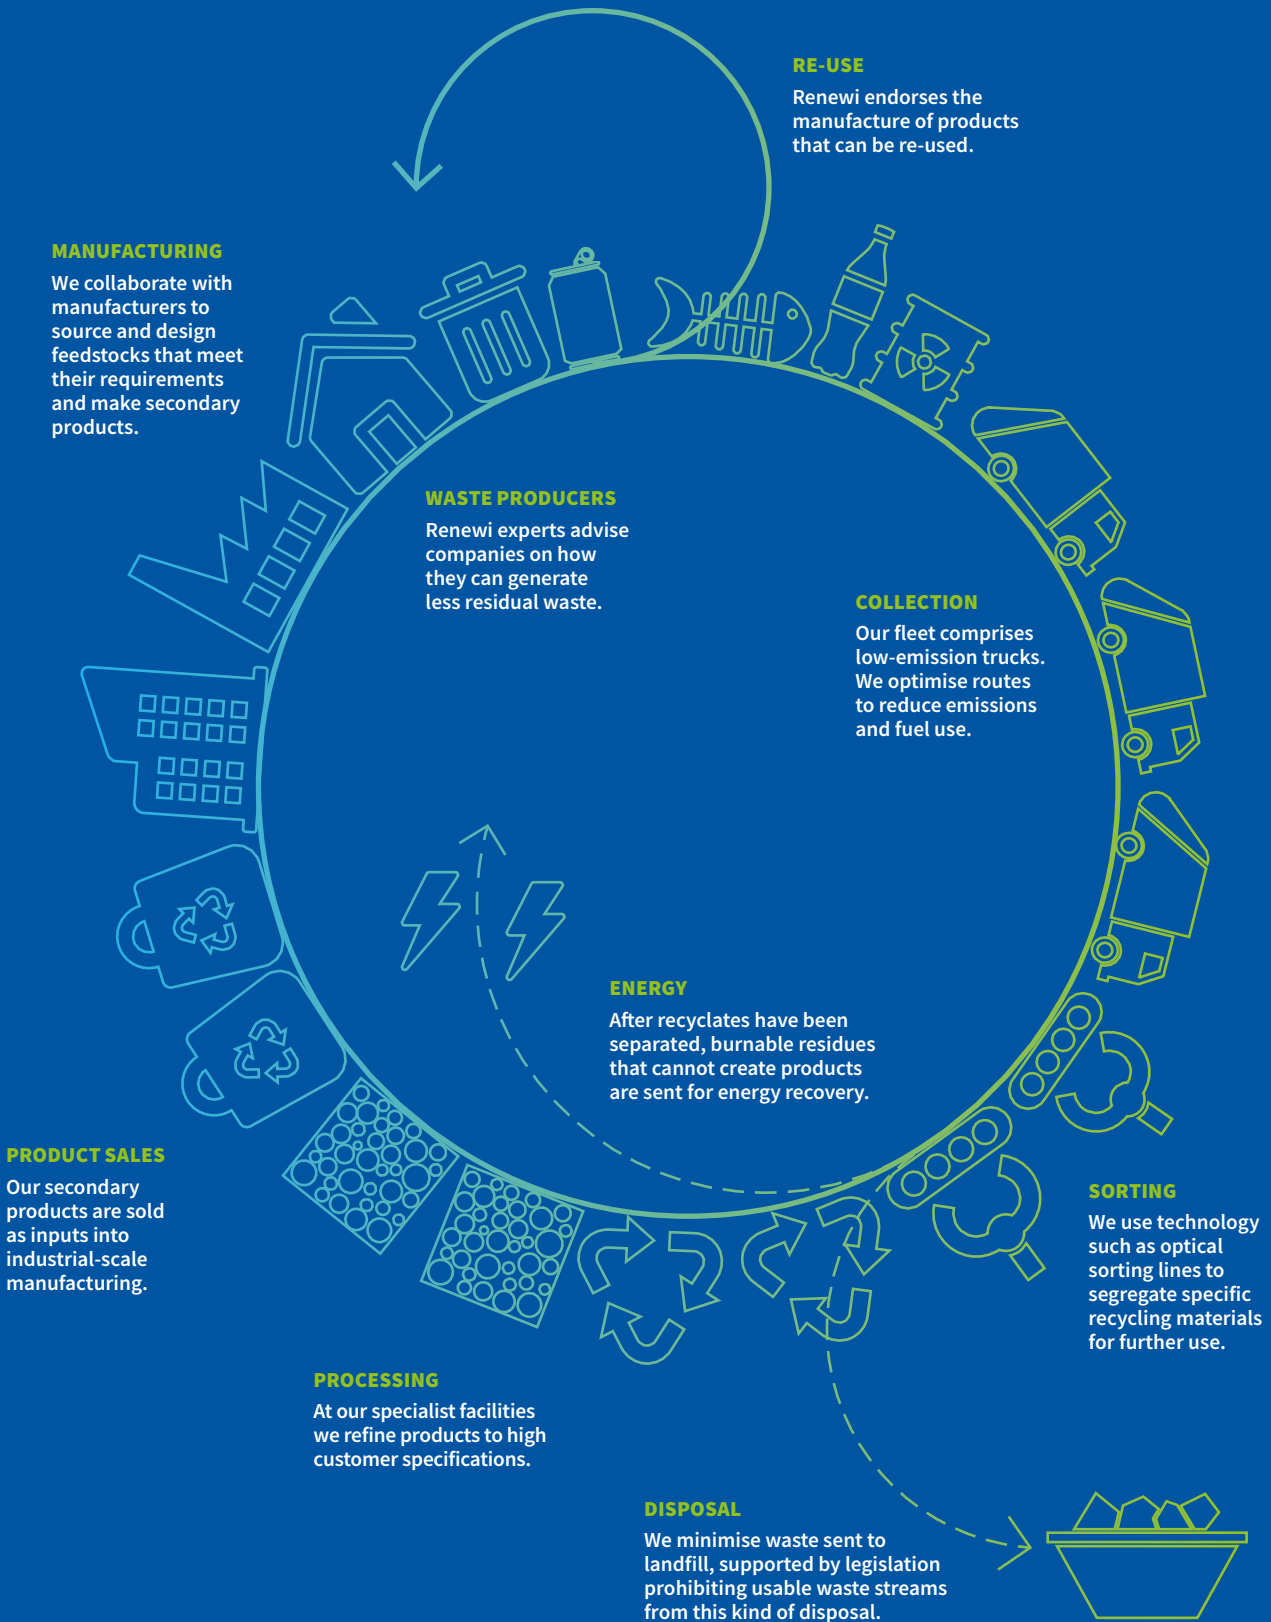 RE-USE
Renewi endorses the
manufacture of products
that can be re-used.
MANUFACTURING
We collaborate with
manufacturers to
source and design
feedstocks that meet
their requirements
and make secondary
products.
WASTE PRODUCERS
Renewi experts advise
companies on how
they can generate
less residual waste.
COLLECTION
Our fleet comprises
low-emission trucks.
We optimise routes
to reduce emissions
and fuel use.
ENERGY
After recyclates have been
separated, burnable residues
that cannot create products
are sent for energy recovery.
PRODUCT SALES
Our secondary
products are sold
as inputs into
industrial-scale
manufacturing.
SORTING
We use technology
such as optical
sorting lines to
segregate specific
recycling materials
for further use.
PROCESSING
At our specialist facilities
we refine products to high
customer specifications.
DISPOSAL
We minimise waste sent to
landfill, supported by legislation
prohibiting usable waste streams
from this kind of disposal.